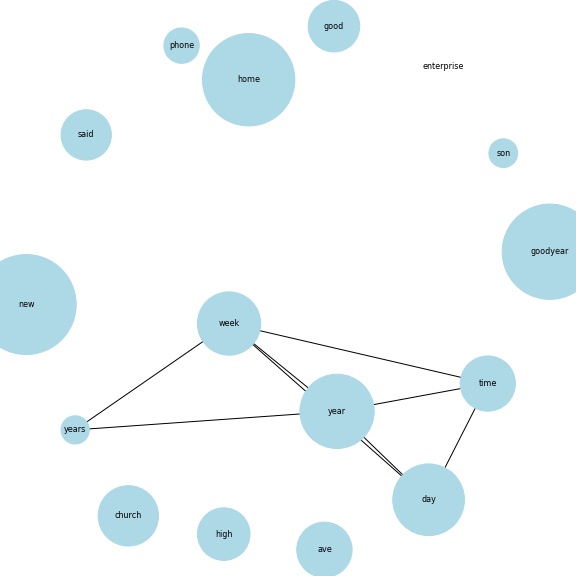 good
phone
enterprise
home
said
son
goodyear
new
week
time
year
years
day
church
high
ave